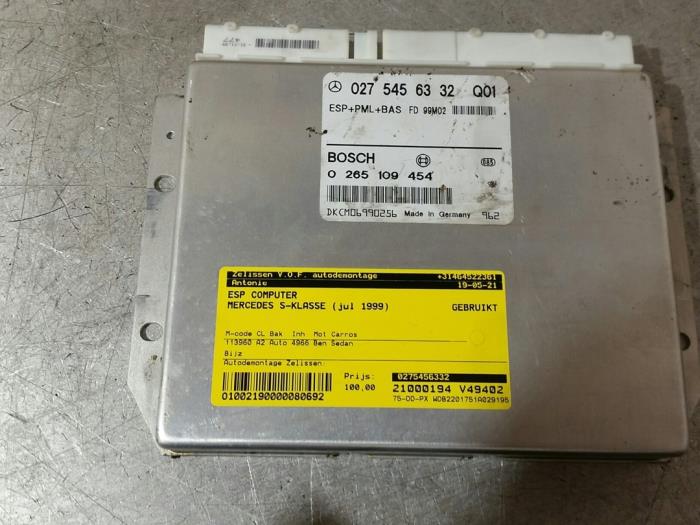 027 545 63 32 Q01
ESP+PML+BAS FD 99M02
BOSCH
0 265 109 454
DKCM06990256 Made in Germany 962
Zelissen V.O.F. autodemontage +31464522361
Antonie 19-05-21
ESP COMPUTER
MERCEDES S-KLASSE (jul 1999) GEBRUIKT
M-code CL Bak Inh Mot Carros
113960 A2 Auto 4966 Ben Sedan
Bijz
Autodemontage Zelissen:
Prijs: 0275456332
100,00 21000194 V49402
01002190000080692 75-DD-PX WDB2201751A029195